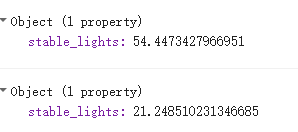 Object (1 property)
stable_lights: 54.4473427966951
Object (1 property)
stable_lights: 21.248510231346685